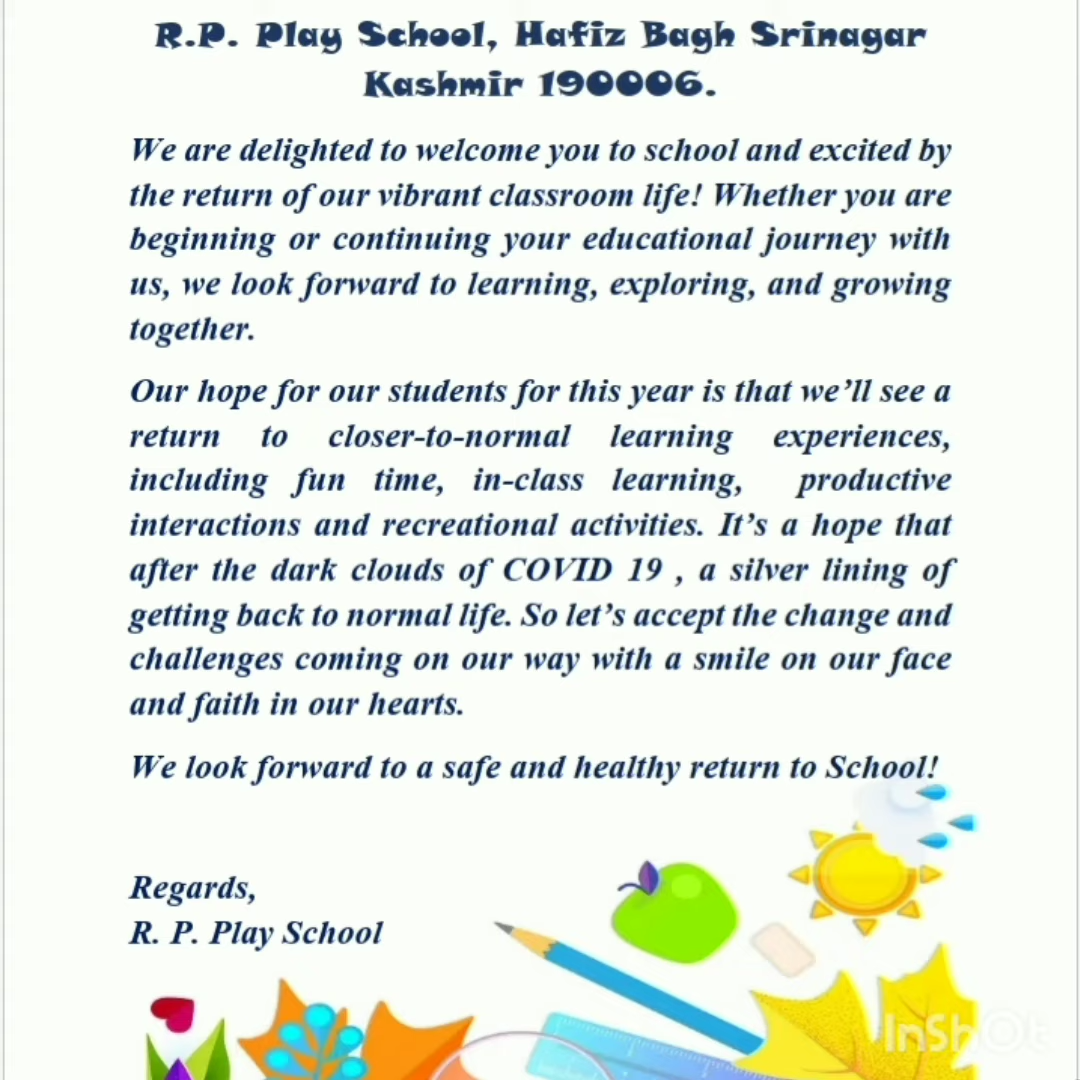 R.P. Play School, Hafiz Bagh Srinagar
Kashmir 190006.
We are delighted to welcome you to school and excited by
the return of our vibrant classroom life! Whether you are
beginning or continuing your educational journey with
us, we look forward to learning, exploring, and growing
together.
Our hope for our students for this year is that we’ll see a
return to closer-to-normal learning experiences,
including fun time, in-class learning, productive
interactions and recreational activities. It’s a hope that
after the dark clouds of COVID 19 , a silver lining of
getting back to normal life. So let’s accept the change and
challenges coming on our way with a smile on our face
and faith in our hearts.
We look forward to a safe and healthy return to School!
Regards,
R. P. Play School
InShOt